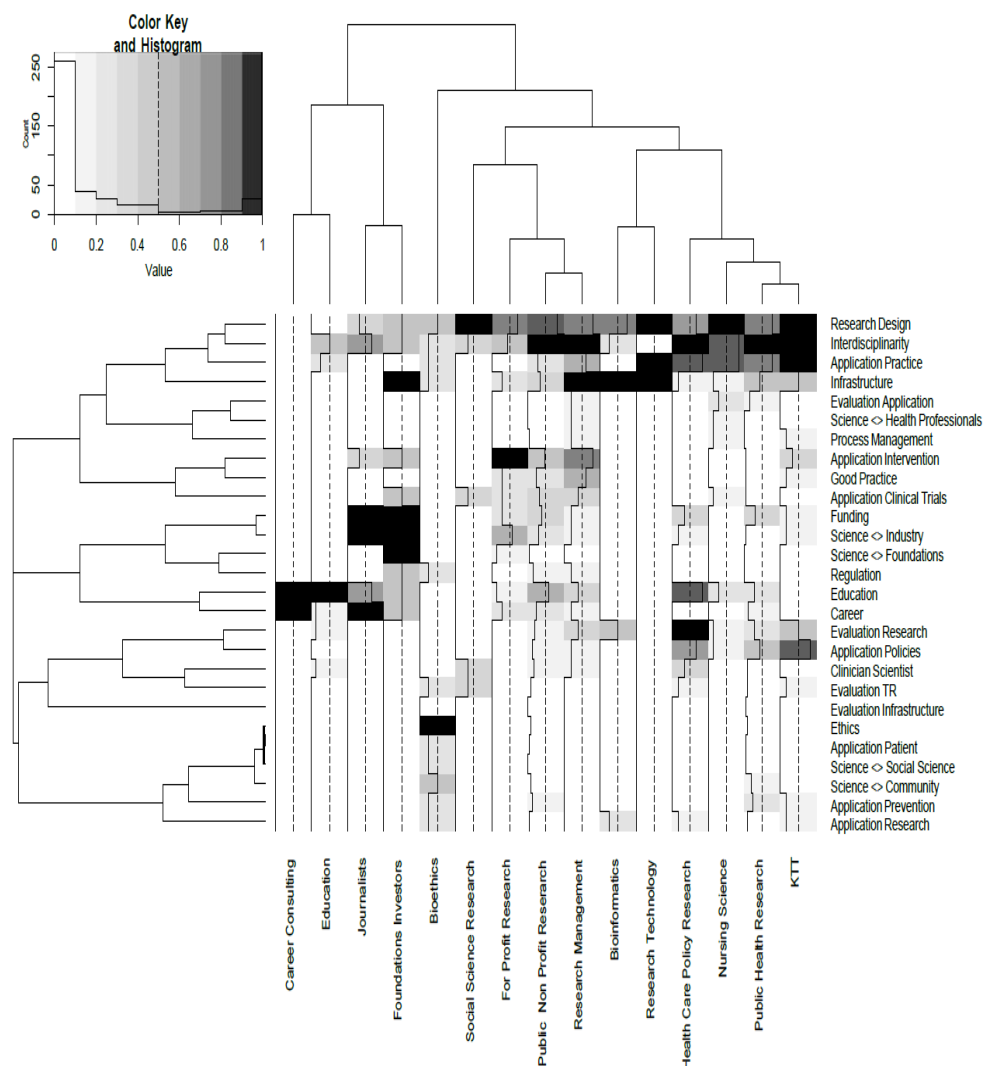 Color Key
and Histogram
250
150
50
0
Count
0 0.2 0.4 0.6 0.8 1
Value
Research Design
Interdisciplinarity
Application Practice
Infrastructure
Evaluation Application
Science <> Health Professionals
Process Management
Application Intervention
Good Practice
Application Clinical Trials
Funding
Science <> Industry
Science <> Foundations
Regulation
Education
Career
Evaluation Research
Application Policies
Clinician Scientist
Evaluation TR
Evaluation Infrastructure
Ethics
Application Patient
Science <> Social Science
Science <> Community
Application Prevention
Application Research
Career Consulting
Education
Journalists
Foundations Investors
Bioethics
Social Science Research
For Profit Research
Public Non Profit Reserarch
Research Management
Bioinformatics
Research Technology
Health Care Policy Research
Nursing Science
Public Health Research
KTT